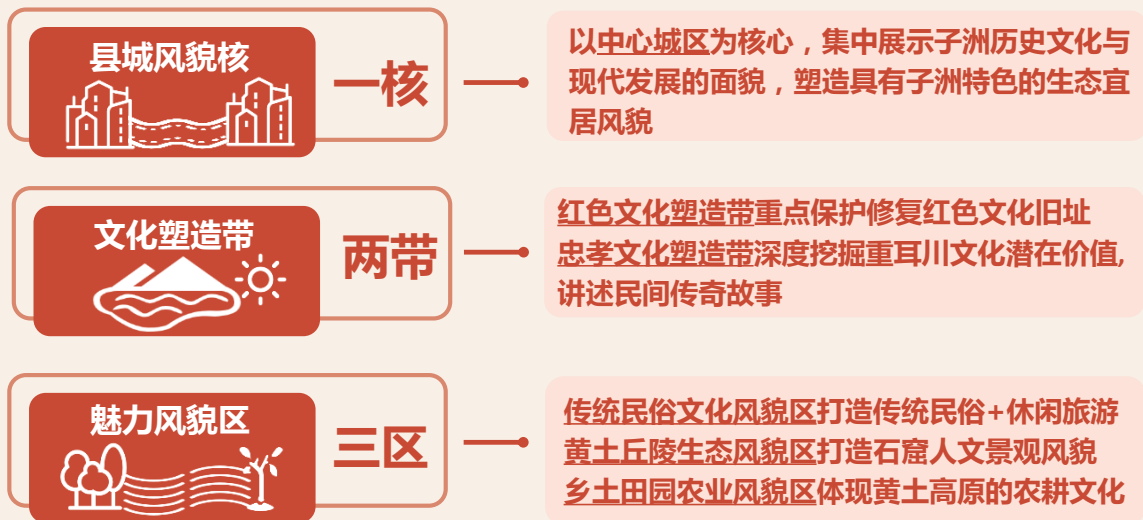 县城风貌核
一核
以中心城区为核心，集中展示子洲历史文化与
现代发展的面貌，塑造具有子洲特色的生态宜
居风貌
文化塑造带
两带
红色文化塑造带重点保护修复红色文化旧址
忠孝文化塑造带深度挖掘重耳川文化潜在价值,
讲述民间传奇故事
魅力风貌区
三区
传统民俗文化风貌区打造传统民俗+休闲旅游
黄土丘陵生态风貌区打造石窟人文景观风貌
乡土田园农业风貌区体现黄土高原的农耕文化